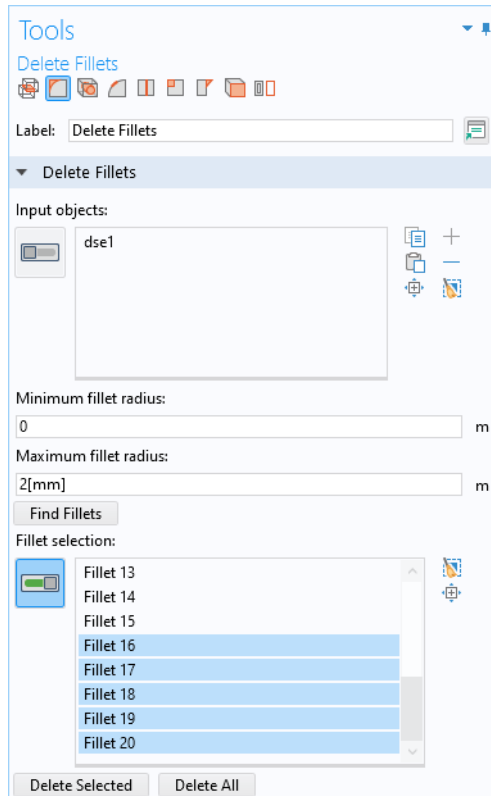 Tools
Delete Fillets
Label: Delete Fillets
Delete Fillets
Input objects:
dse1
Minimum fillet radius:
0 m
Maximum fillet radius:
2[mm] m
Find Fillets
Fillet selection:
Fillet 13
Fillet 14
Fillet 15
Fillet 16
Fillet 17
Fillet 18
Fillet 19
Fillet 20
Delete Selected Delete All